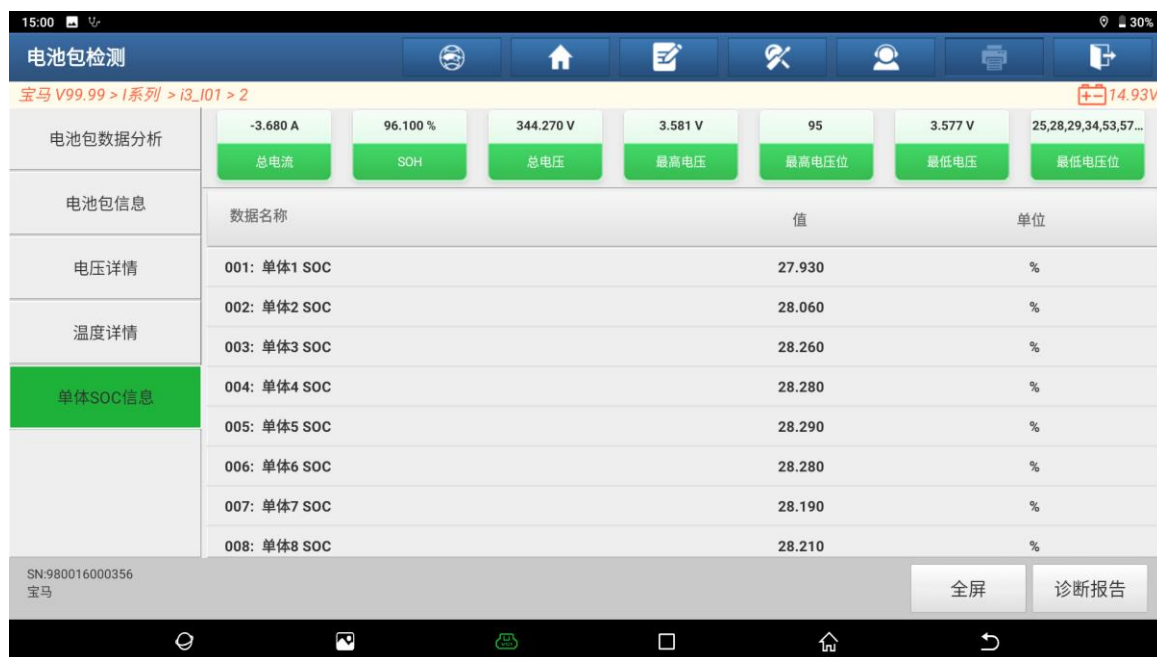 15:00
30%
电池包检测
宝马 V99.99 > I系列 > i3_I01 > 2
14.93V
电池包数据分析
电池包信息
电压详情
温度详情
单体SOC信息
-3.680 A
总电流
96.100 %
SOH
344.270 V
总电压
3.581 V
最高电压
95
最高电压位
3.577 V
最低电压
25,28,29,34,53,57...
最低电压位
数据名称 值 单位
001: 单体1 SOC 27.930 %
002: 单体2 SOC 28.060 %
003: 单体3 SOC 28.260 %
004: 单体4 SOC 28.280 %
005: 单体5 SOC 28.290 %
006: 单体6 SOC 28.280 %
007: 单体7 SOC 28.190 %
008: 单体8 SOC 28.210 %
SN:980016000356
宝马
全屏
诊断报告